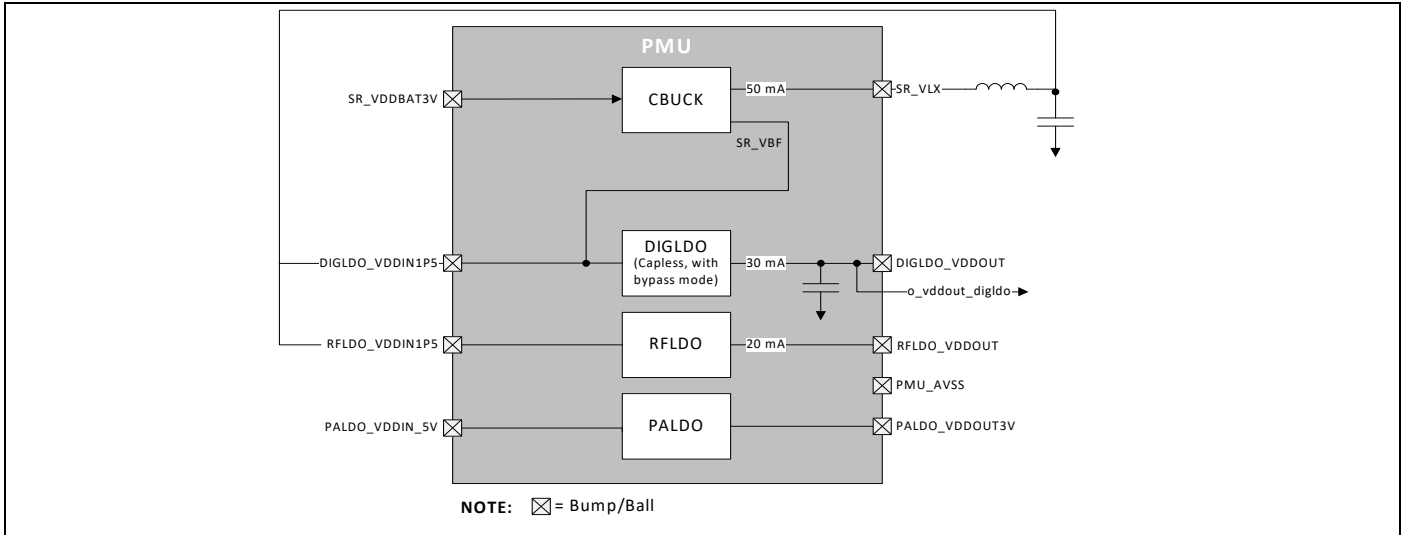 PMU
SR_VDDBAT3V
CBUCK
50 mA
SR_VLX
SR_VBF
DIGLDO_VDDIN1P5
DIGLDO
(Capless, with
bypass mode)
30 mA
DIGLDO_VDDOUT
o_vddout_digldo
RFLDO_VDDIN1P5
RFLDO
20 mA
RFLDO_VDDOUT
PMU_AVSS
PALDO_VDDIN_5V
PALDO
PALDO_VDDOUT3V
NOTE: = Bump/Ball